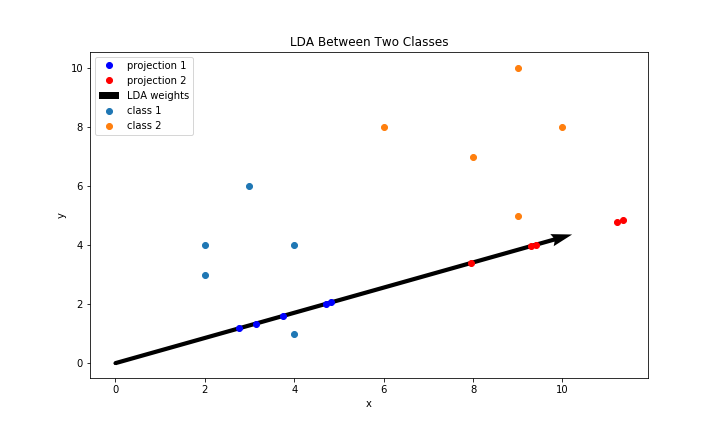 LDA Between Two Classes
projection 1
projection 2
LDA weights
class 1
class 2
10
8
6
4
2
0
y
0 2 4 6 8 10
x